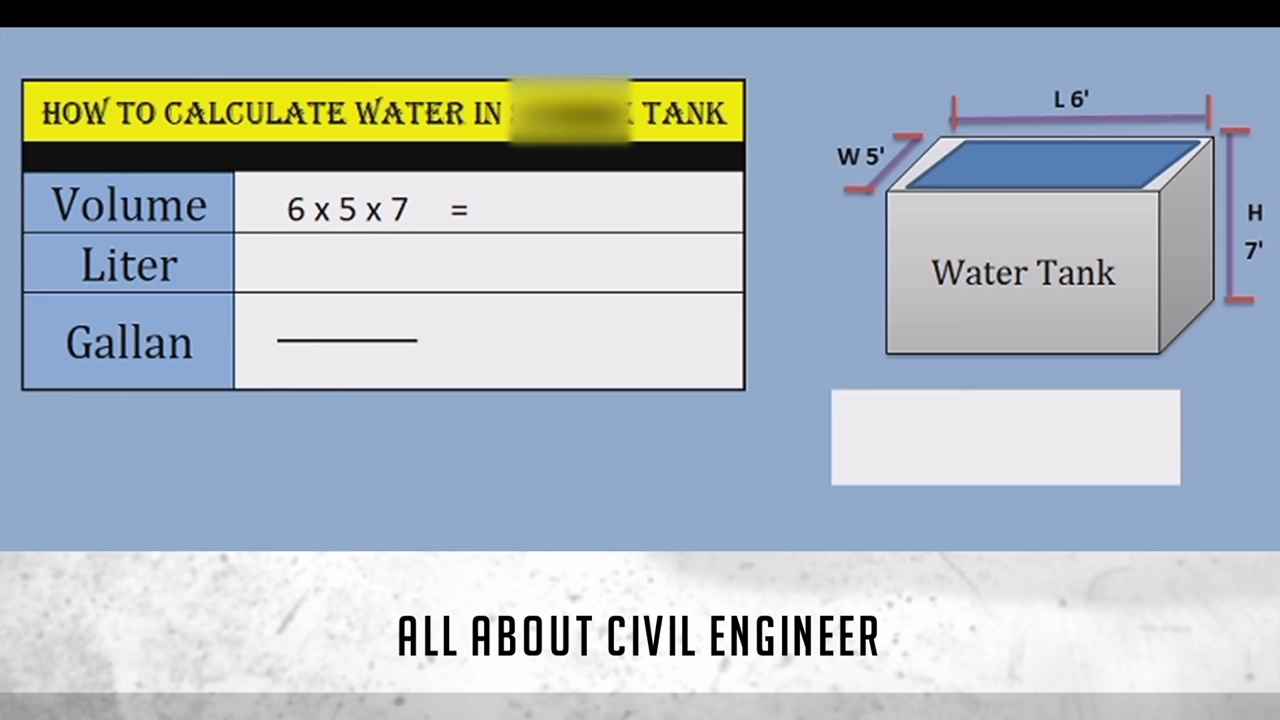 HOW TO CALCULATE WATER IN TANK
Volume 6 x 5 x 7 =
Liter
Gallan
L 6'
W 5'
H
7'
Water Tank
ALL ABOUT CIVIL ENGINEER